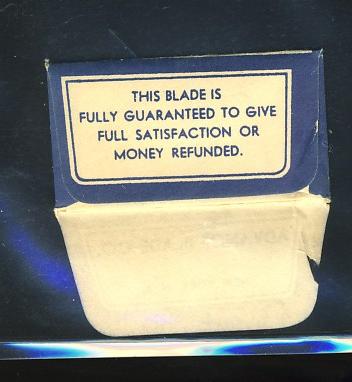 THIS BLADE IS
FULLY GUARANTEED TO GIVE
FULL SATISFACTION OR
MONEY REFUNDED.